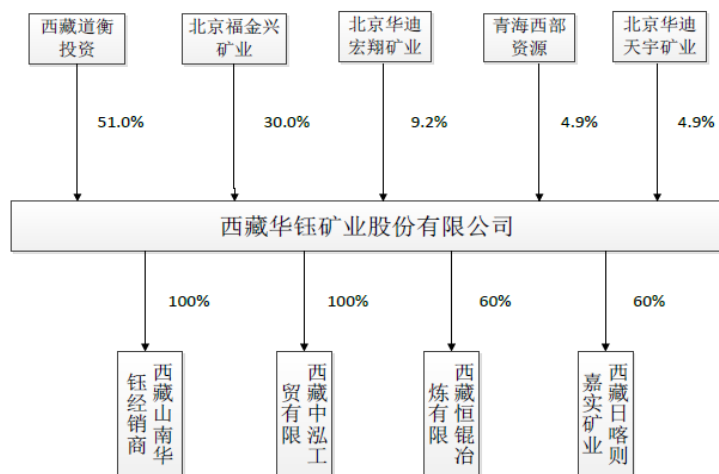 西藏道衡
投资
北京福金兴
矿业
北京华迪
宏翔矿业
青海西部
资源
北京华迪
天宇矿业
51.0%
30.0%
9.2%
4.9%
4.9%
西藏华钰矿业股份有限公司
100%
100%
60%
60%
西藏山南华
钰经销商
西藏中泓工
贸有限
西藏恒锟冶
炼有限
西藏日喀则
嘉实矿业